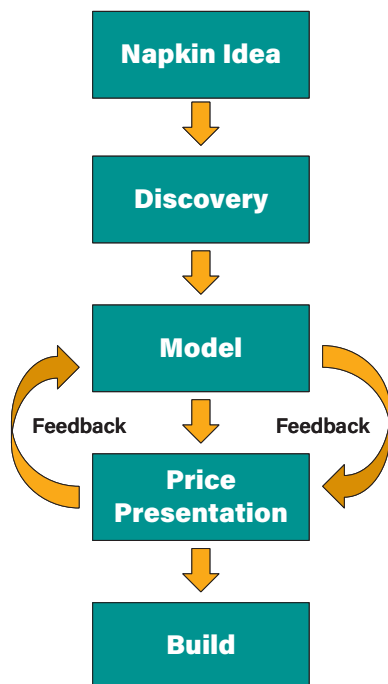 Napkin Idea
Discovery
Model
Feedback
Feedback
Price
Presentation
Build